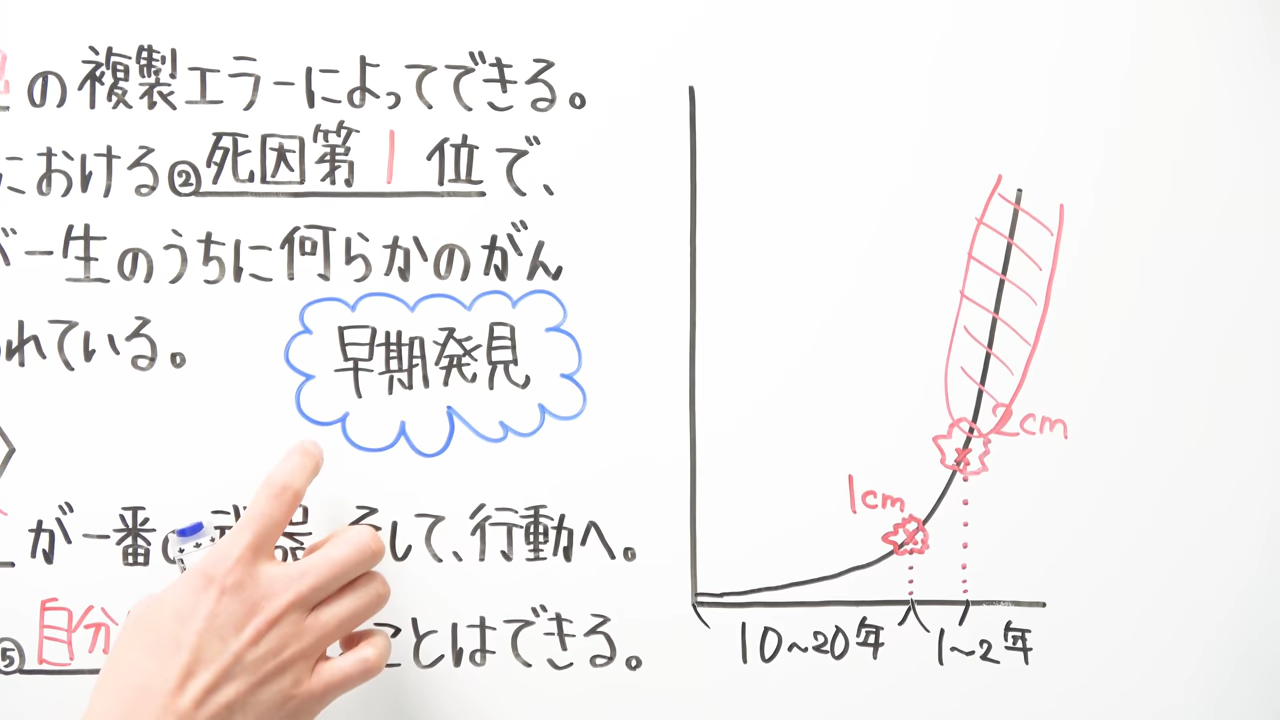 の複製エラーによってできる。
における②死因第1位で、
一生のうちに何らかのがん
れている。
早期発見
が一番
そして、行動へ。
⑤自分
ことはできる。
2cm
1cm
10~20年
1~2年